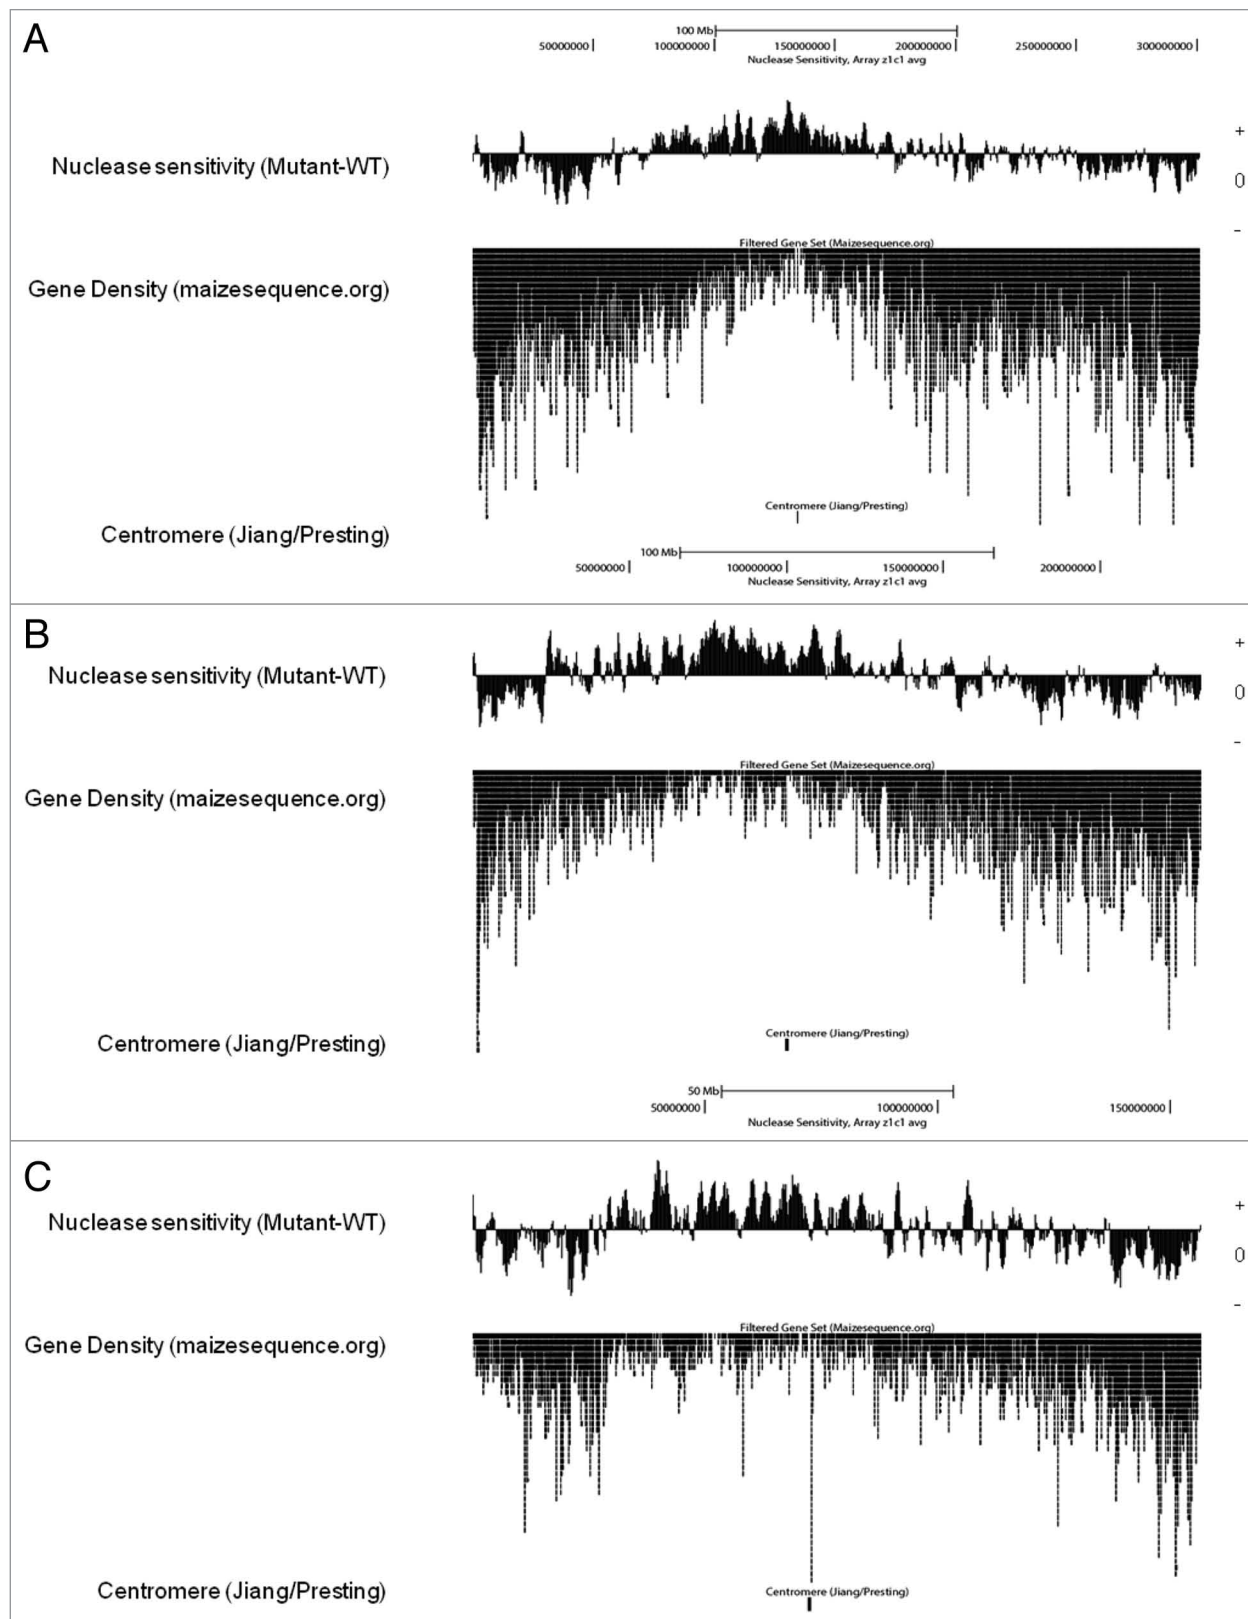 A
100 Mb
50000000 100000000 150000000 200000000 250000000 300000000
Nuclease Sensitivity, Array z1c1 avg
+
Nuclease sensitivity (Mutant-WT)
0
-
Filtered Gene Set (Maizesequence.org)
Gene Density (maizesequence.org)
Centromere (Jiang/Presting)
Centromere (Jiang/Presting)
100 Mb
50000000 100000000 150000000 200000000
Nuclease Sensitivity, Array z1c1 avg
B
+
Nuclease sensitivity (Mutant-WT)
0
-
Filtered Gene Set (Maizesequence.org)
Gene Density (maizesequence.org)
Centromere (Jiang/Presting)
Centromere (Jiang/Presting)
50 Mb
50000000 100000000 150000000
Nuclease Sensitivity, Array z1c1 avg
C
+
Nuclease sensitivity (Mutant-WT)
0
-
Filtered Gene Set (Maizesequence.org)
Gene Density (maizesequence.org)
Centromere (Jiang/Presting)
Centromere (Jiang/Presting)